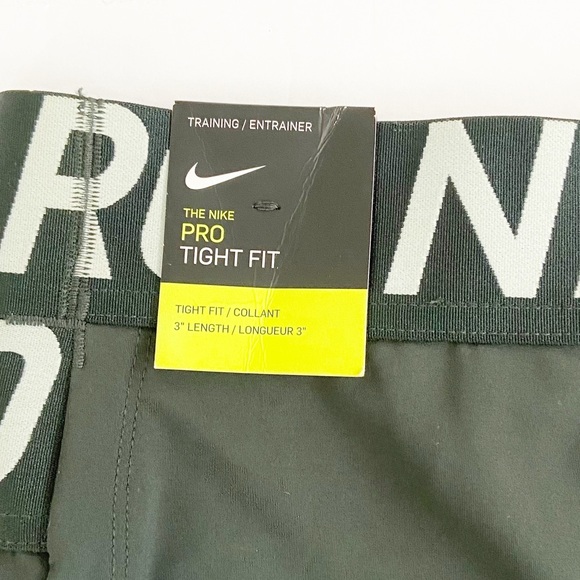 TRAINING / ENTRAINER
THE NIKE
PRO
TIGHT FIT
TIGHT FIT / COLLANT
3" LENGTH / LONGUEUR 3"